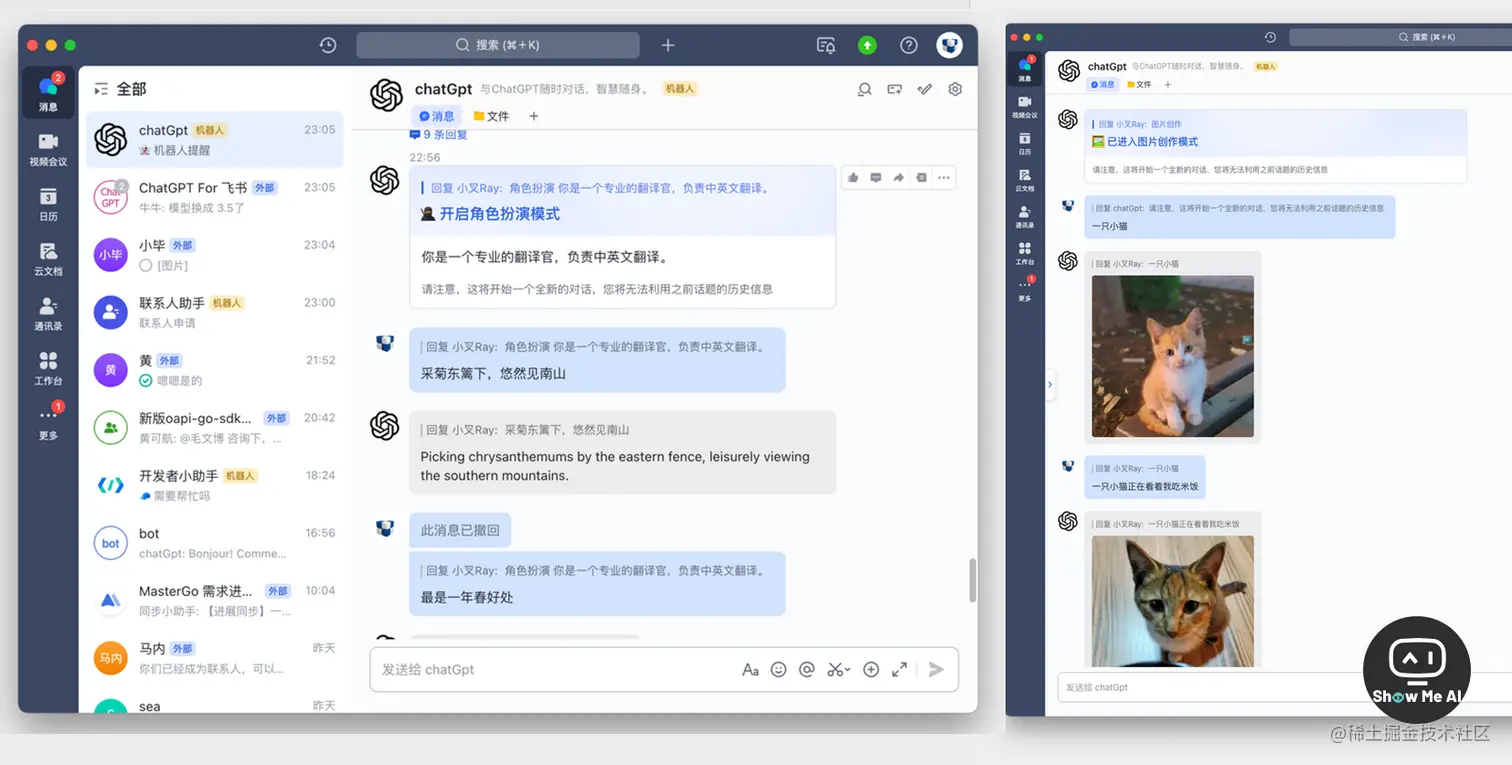 搜索 (⌘+K)
2
消息
视频会议
3
日历
云文档
通讯录
工作台
1
更多
全部
chatGpt 机器人 23:05
机器人提醒
Chat GPT
2
ChatGPT For 飞书 外部 23:05
牛牛: 模型换成 3.5了
小毕
小毕 外部 23:04
[图片]
联系人助手 机器人 23:00
联系人申请
黄
黄 外部 21:52
嗯嗯是的
新版oapi-go-sdk... 外部 20:42
黄可航: @毛文博 咨询下，...
开发者小助手 机器人 18:24
需要帮忙吗
bot
bot 16:56
chatGpt: Bonjour! Comme...
MasterGo 需求进... 外部 10:04
同步小助手: 【进展同步】一...
马内
马内 外部 昨天
你们已经成为联系人，可以...
sea 昨天
chatGpt 与ChatGPT随时对话，智慧随身。 机器人
消息 文件 +
9 条回复
22:56
回复 小叉Ray: 角色扮演 你是一个专业的翻译官，负责中英文翻译。
🥷 开启角色扮演模式
你是一个专业的翻译官，负责中英文翻译。
请注意，这将开始一个全新的对话，您将无法利用之前话题的历史信息
回复 小叉Ray: 角色扮演 你是一个专业的翻译官，负责中英文翻译。
采菊东篱下，悠然见南山
回复 小叉Ray: 采菊东篱下，悠然见南山
Picking chrysanthemums by the eastern fence, leisurely viewing
the southern mountains.
此消息已撤回
回复 小叉Ray: 角色扮演 你是一个专业的翻译官，负责中英文翻译。
最是一年春好处
发送给 chatGpt
Aa
搜索 (⌘+K)
1
消息
视频会议
日历
云文档
通讯录
工作台
1
更多
chatGpt 与ChatGPT随时对话，智慧随身。 机器人
消息 文件 +
回复 小叉Ray: 图片创作
🖼️ 已进入图片创作模式
请注意，这将开始一个全新的对话，您将无法利用之前话题的历史信息
回复 chatGpt: 请注意，这将开始一个全新的对话，您将无法利用之前话题的历史信息
一只小猫
回复 小叉Ray: 一只小猫
回复 小叉Ray: 一只小猫
一只小猫正在看着我吃米饭
回复 小叉Ray: 一只小猫正在看着我吃米饭
发送给 chatGpt
AI
Show Me AI
@稀土掘金技术社区